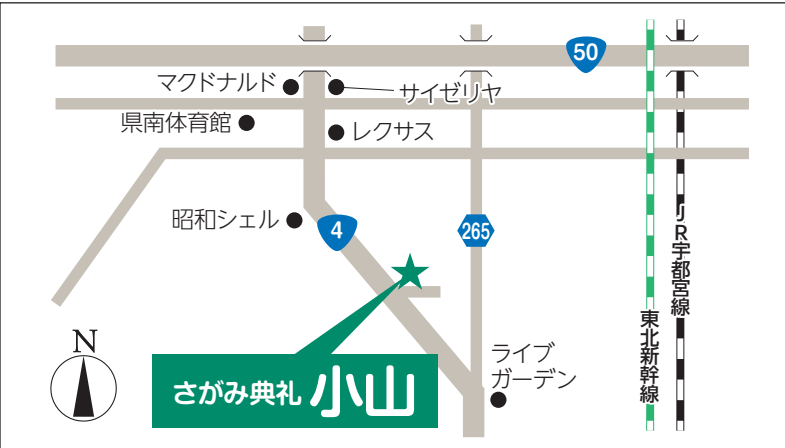 50
マクドナルド
サイゼリヤ
県南体育館
レクサス
昭和シェル
4
265
JR宇都宮線
東北新幹線
N
さがみ典礼 小山
ライブ
ガーデン